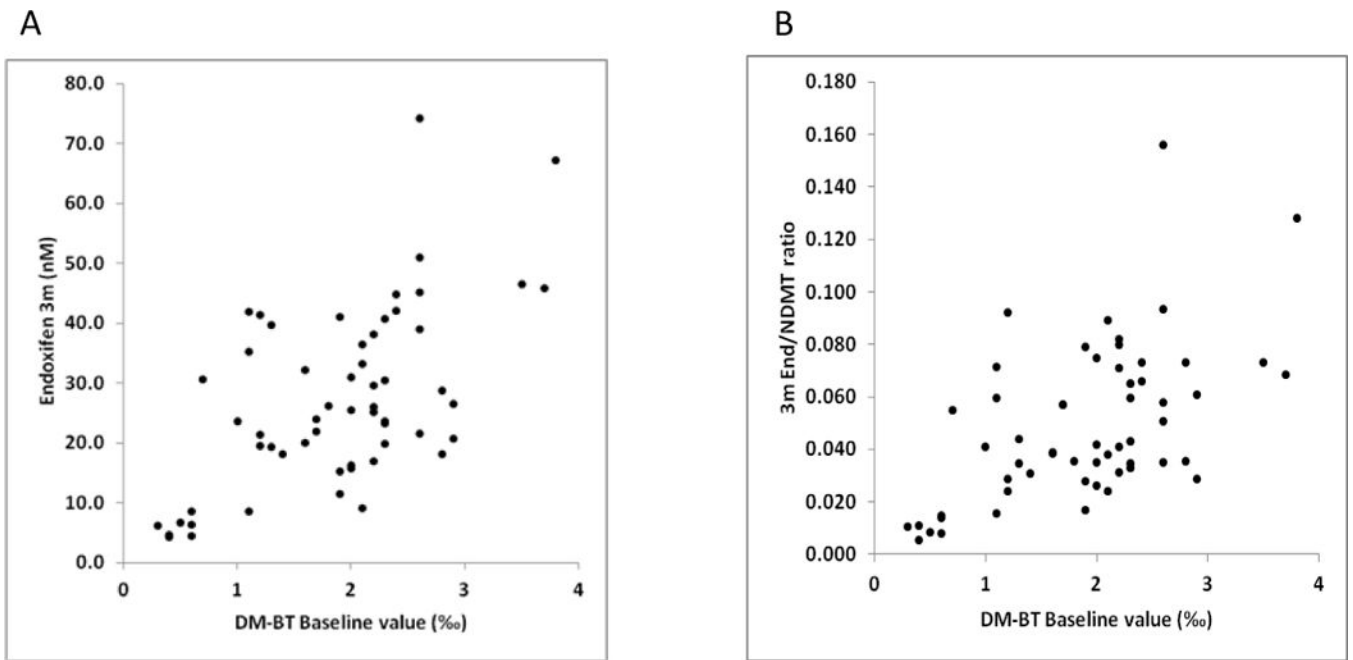 A
80.0
70.0
60.0
50.0
40.0
30.0
20.0
10.0
0.0
Endoxifen 3m (nM)
0 1 2 3 4
DM-BT Baseline value (‰)
B
0.180
0.160
0.140
0.120
0.100
0.080
0.060
0.040
0.020
0.000
3m End/NDMT ratio
0 1 2 3 4
DM-BT Baseline value (‰)